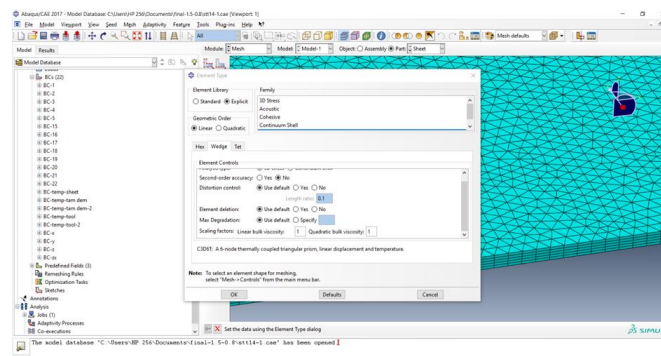 Abaqus/CAE 2017 - Model Database: C:\Users\HP 256\Documents\final-1.5-0.8\stt14-1.cae [Viewport: 1]
File Model Viewport View Seed Mesh Adaptivity Feature Tools Plug-ins Help
All
Mesh defaults
Model Results
Module: Mesh Model: Model-1 Object: Assembly Part: Sheet
Model Database
BCs (22)
BC-1
BC-2
BC-3
BC-4
BC-5
BC-15
BC-16
BC-17
BC-18
BC-19
BC-20
BC-21
BC-22
BC-temp-sheet
BC-temp-tam dem
BC-temp-tam dem-2
BC-temp-tool
BC-temp-tool-2
BC-x
BC-y
BC-z
Predefined Fields (3)
Remeshing Rules
Optimization Tasks
Sketches
Annotations
Analysis
Jobs (1)
Adaptivity Processes
Co-executions
Element Type
Element Library
Standard Explicit
Geometric Order
Linear Quadratic
Family
3D Stress
Acoustic
Cohesive
Continuum Shell
Hex Wedge Tet
Element Controls
Second-order accuracy: Yes No
Distortion control: Use default Yes No
Length ratio: 0.1
Element deletion: Use default Yes No
Max Degradation: Use default Specify
Scaling factors: Linear bulk viscosity: 1 Quadratic bulk viscosity: 1
C3D6T: A 6-node thermally coupled triangular prism, linear displacement and temperature.
Note: To select an element shape for meshing,
select "Mesh->Controls" from the main menu bar.
OK Defaults Cancel
Set the data using the Element Type dialog
SIMU
The model database "C:\Users\HP 256\Documents\final-1 5-0.8\stt14-1.cae" has been opened.